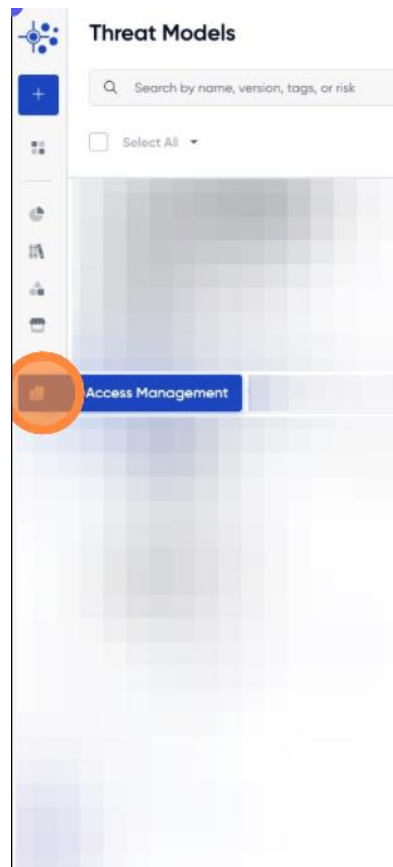 Threat Models
+
Search by name, version, tags, or risk
Select All
Access Management